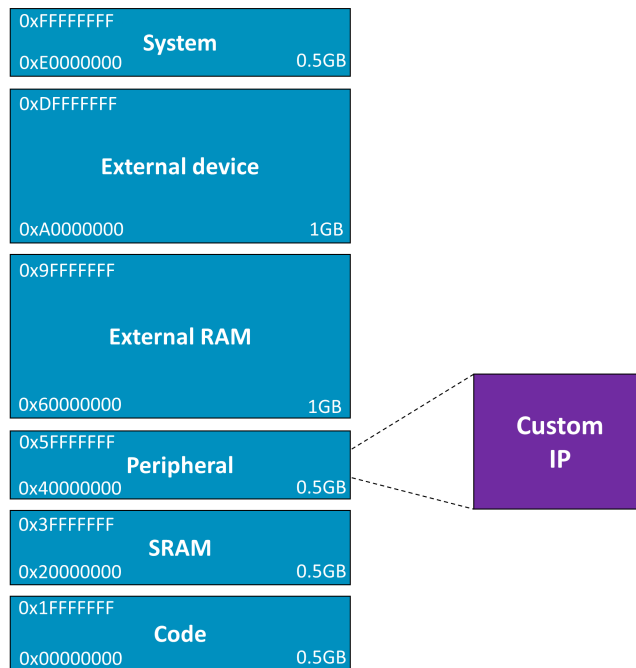 0xFFFFFFFF
System
0xE0000000 0.5GB
0xDFFFFFFF
External device
0xA0000000 1GB
0x9FFFFFFF
External RAM
0x60000000 1GB
0x5FFFFFFF
Peripheral
0x40000000 0.5GB
Custom
IP
0x3FFFFFFF
SRAM
0x20000000 0.5GB
0x1FFFFFFF
Code
0x00000000 0.5GB